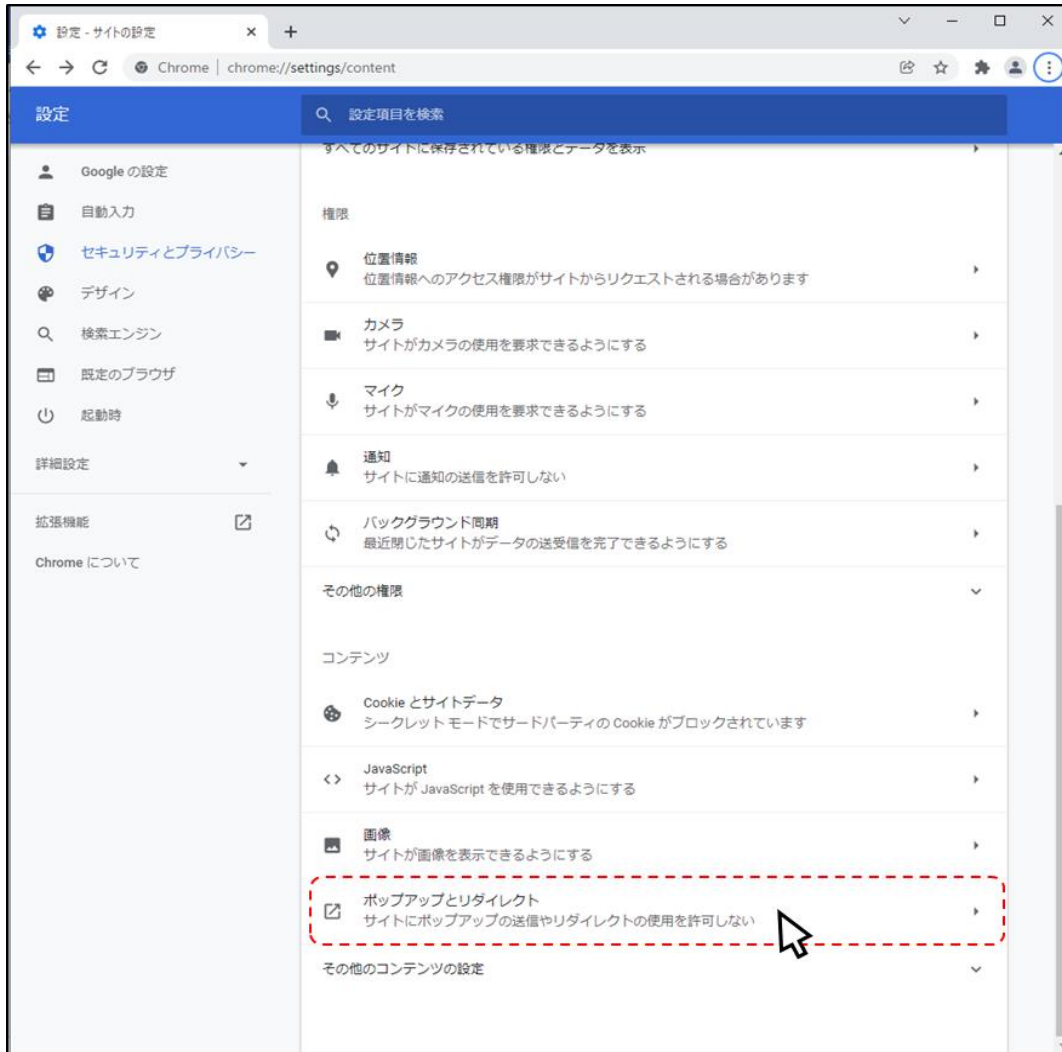 設定 - サイトの設定
Chrome | chrome://settings/content
設定
設定項目を検索
Google の設定
自動入力
セキュリティとプライバシー
デザイン
検索エンジン
既定のブラウザ
起動時
詳細設定
拡張機能
Chrome について
すべてのサイトに保存されている権限とデータを表示
権限
位置情報
位置情報へのアクセス権限がサイトからリクエストされる場合があります
カメラ
サイトがカメラの使用を要求できるようにする
マイク
サイトがマイクの使用を要求できるようにする
通知
サイトに通知の送信を許可しない
バックグラウンド同期
最近閉じたサイトがデータの送受信を完了できるようにする
その他の権限
コンテンツ
Cookie とサイトデータ
シークレット モードでサードパーティの Cookie がブロックされています
JavaScript
サイトが JavaScript を使用できるようにする
画像
サイトが画像を表示できるようにする
ポップアップとリダイレクト
サイトにポップアップの送信やリダイレクトの使用を許可しない
その他のコンテンツの設定